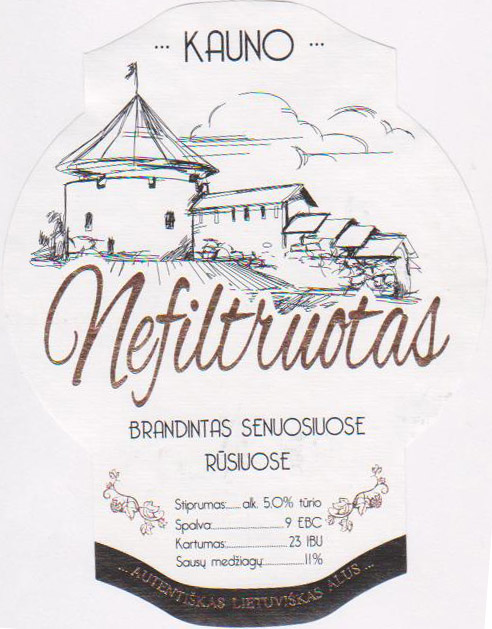 ... KAUNO ...
Nefiltruotas
BRANDINTAS SENUOSIUOSE
RŪSIUOSE
Stiprumas:...... alk. 5.0% tūrio
Spalva:........................9 EBC
Kartumas:......................23 IBU
Sausų medžiagų:..............11%
... AUTENTIŠKAS LIETUVIŠKAS ALUS ...